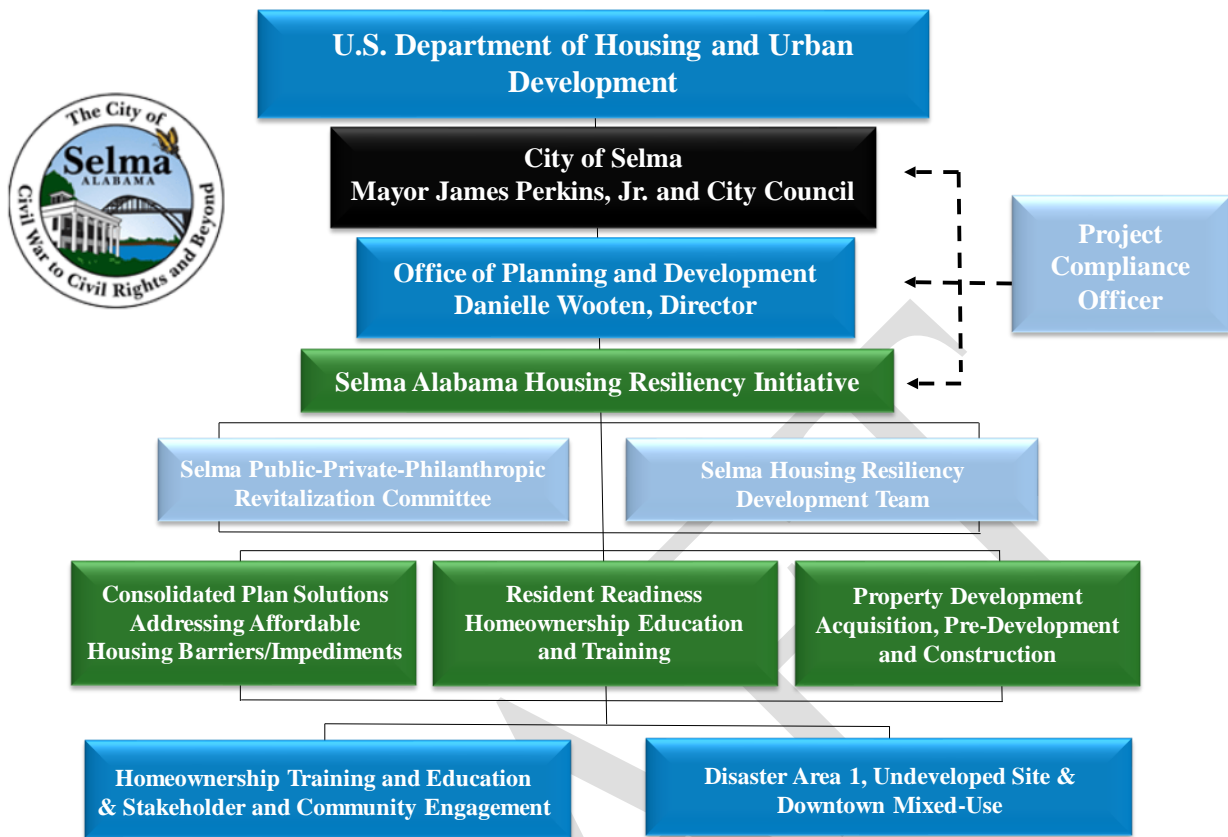 U.S. Department of Housing and Urban
Development
The City of
Selma
ALABAMA
Civil War to Civil Rights and Beyond
City of Selma
Mayor James Perkins, Jr. and City Council
Project
Compliance
Officer
Office of Planning and Development
Danielle Wooten, Director
Selma Alabama Housing Resiliency Initiative
Selma Public-Private-Philanthropic
Revitalization Committee
Selma Housing Resiliency
Development Team
Consolidated Plan Solutions
Addressing Affordable
Housing Barriers/Impediments
Resident Readiness
Homeownership Education
and Training
Property Development
Acquisition, Pre-Development
and Construction
Homeownership Training and Education
& Stakeholder and Community Engagement
Disaster Area 1, Undeveloped Site &
Downtown Mixed-Use